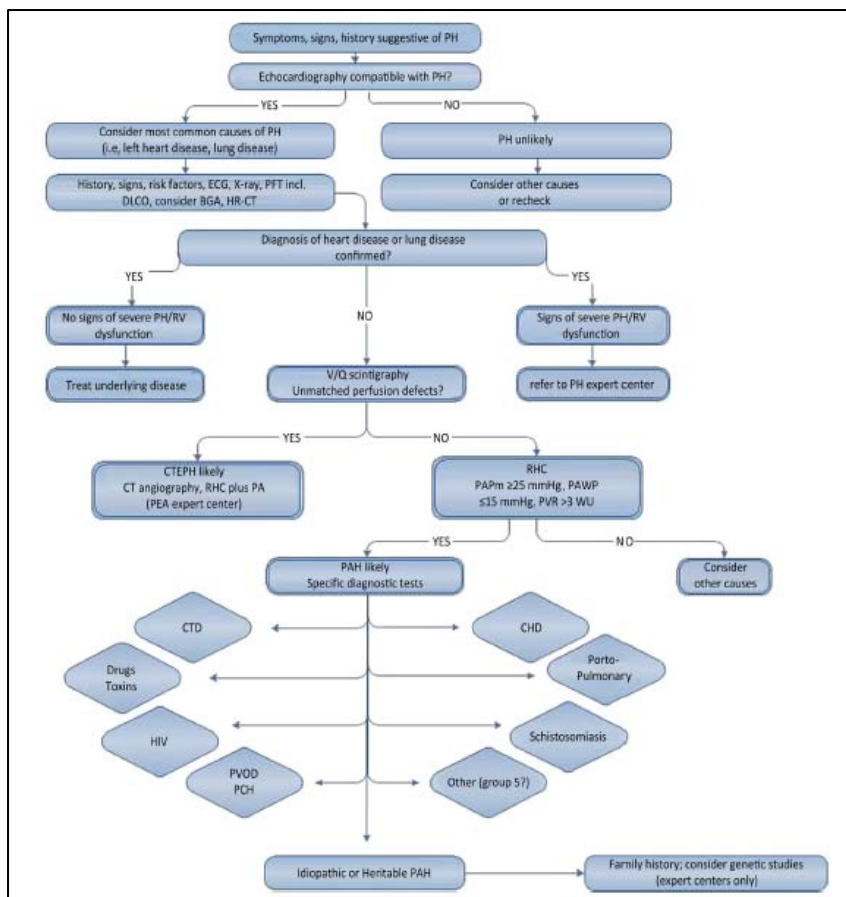 Symptoms, signs, history suggestive of PH
Echocardiography compatible with PH?
YES
NO
Consider most common causes of PH
(i.e, left heart disease, lung disease)
PH unlikely
History, signs, risk factors, ECG, X-ray, PFT incl.
DLCO, consider BGA, HR-CT
Consider other causes
or recheck
Diagnosis of heart disease or lung disease
confirmed?
YES
NO
YES
No signs of severe PH/RV
dysfunction
Signs of severe PH/RV
dysfunction
Treat underlying disease
V/Q scintigraphy
Unmatched perfusion defects?
refer to PH expert center
YES
NO
CTEPH likely
CT angiography, RHC plus PA
(PEA expert center)
RHC
PAPm ≥25 mmHg, PAWP
≤15 mmHg, PVR >3 WU
YES
NO
PAH likely
Specific diagnostic tests
Consider
other causes
CTD
CHD
Drugs
Toxins
Porto-
Pulmonary
HIV
Schistosomiasis
PVOD
PCH
Other (group 5?)
Idiopathic or Heritable PAH
Family history; consider genetic studies
(expert centers only)